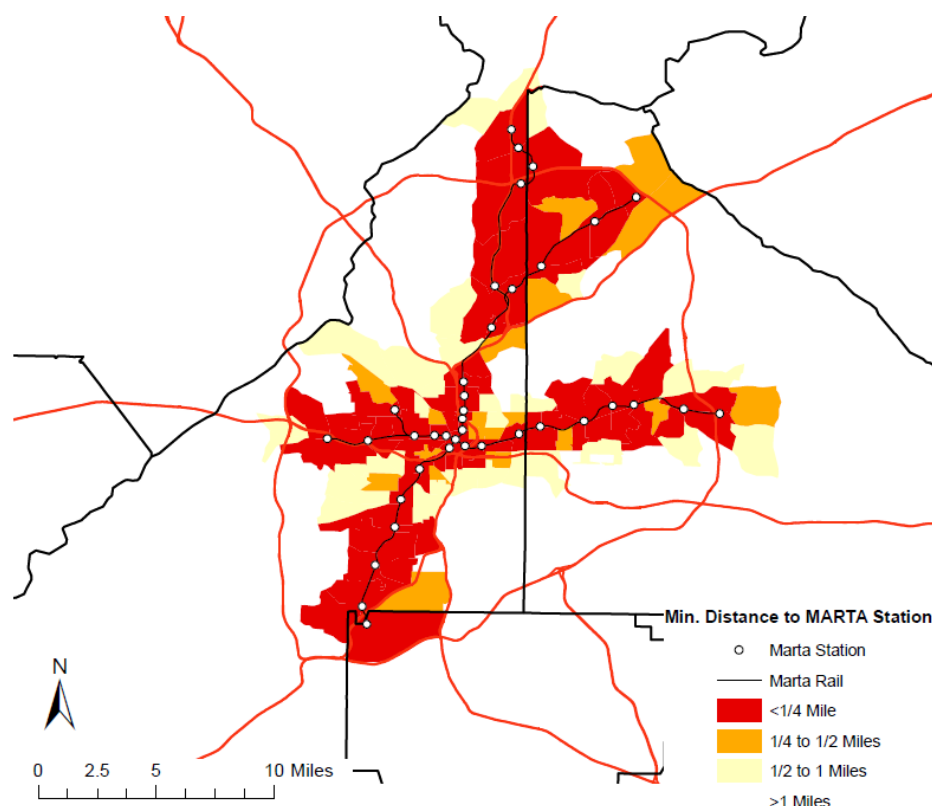 Min. Distance to MARTA Station
Marta Station
Marta Rail
<1/4 Mile
1/4 to 1/2 Miles
1/2 to 1 Miles
>1 Miles
N
0 2.5 5 10 Miles